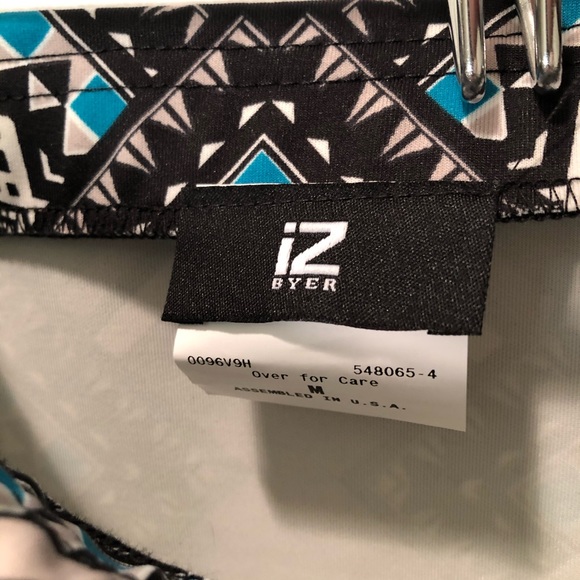 iZ
BYER
0096V9H 548065-4
Over for Care
M
ASSEMBLED IN U.S.A.